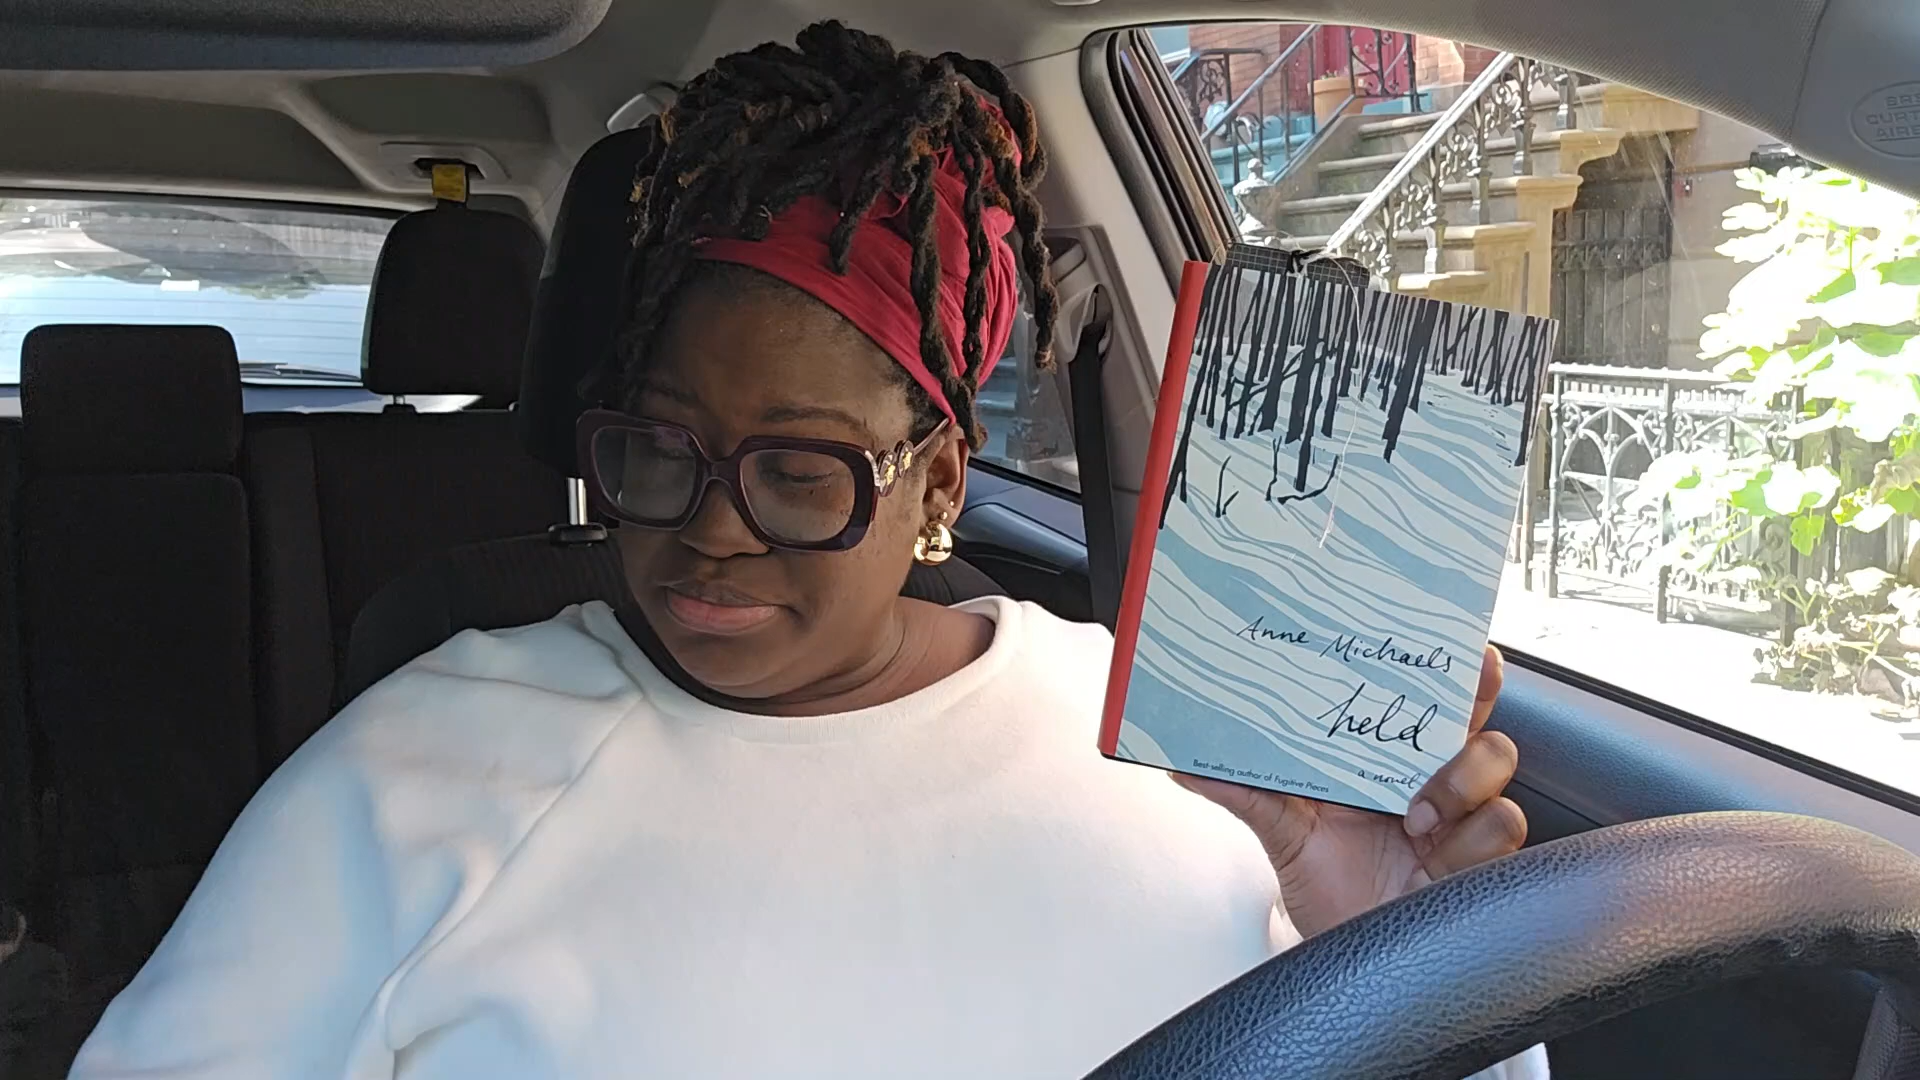 Anne Michaels
held
a novel
Best-selling author of Fugitive Pieces